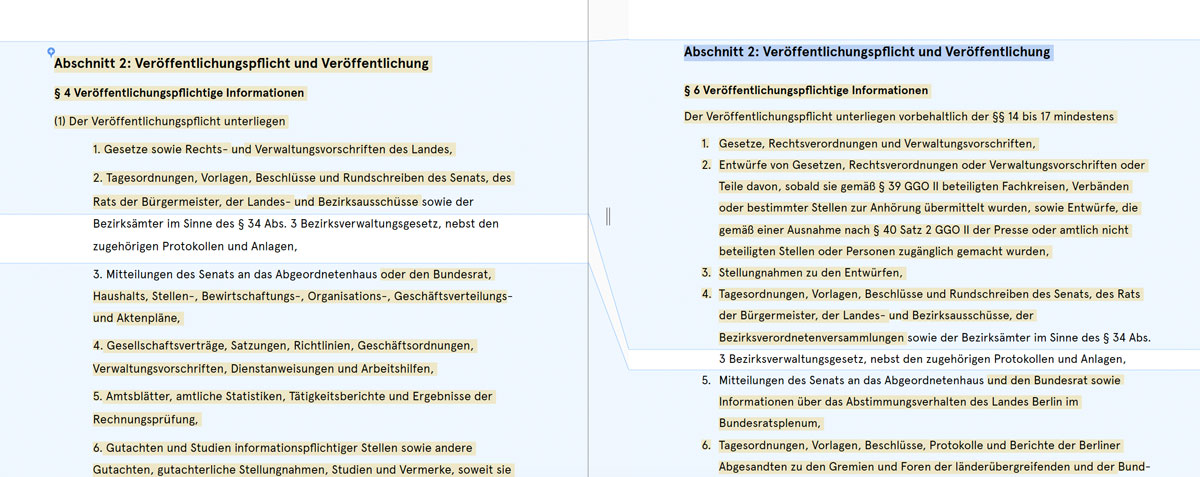 Abschnitt 2: Veröffentlichungspflicht und Veröffentlichung
§ 4 Veröffentlichungspflichtige Informationen
(1) Der Veröffentlichungspflicht unterliegen
1. Gesetze sowie Rechts- und Verwaltungsvorschriften des Landes,
2. Tagesordnungen, Vorlagen, Beschlüsse und Rundschreiben des Senats, des
Rats der Bürgermeister, der Landes- und Bezirksausschüsse sowie der
Bezirksämter im Sinne des § 34 Abs. 3 Bezirksverwaltungsgesetz, nebst den
zugehörigen Protokollen und Anlagen,
3. Mitteilungen des Senats an das Abgeordnetenhaus oder den Bundesrat,
Haushalts, Stellen-, Bewirtschaftungs-, Organisations-, Geschäftsverteilungs-
und Aktenpläne,
4. Gesellschaftsverträge, Satzungen, Richtlinien, Geschäftsordnungen,
Verwaltungsvorschriften, Dienstanweisungen und Arbeitshilfen,
5. Amtsblätter, amtliche Statistiken, Tätigkeitsberichte und Ergebnisse der
Rechnungsprüfung,
6. Gutachten und Studien informationspflichtiger Stellen sowie andere
Gutachten, gutachterliche Stellungnahmen, Studien und Vermerke, soweit sie
Abschnitt 2: Veröffentlichungspflicht und Veröffentlichung
§ 6 Veröffentlichungspflichtige Informationen
Der Veröffentlichungspflicht unterliegen vorbehaltlich der §§ 14 bis 17 mindestens
1. Gesetze, Rechtsverordnungen und Verwaltungsvorschriften,
2. Entwürfe von Gesetzen, Rechtsverordnungen oder Verwaltungsvorschriften oder
Teile davon, sobald sie gemäß § 39 GGO II beteiligten Fachkreisen, Verbänden
oder bestimmter Stellen zur Anhörung übermittelt wurden, sowie Entwürfe, die
gemäß einer Ausnahme nach § 40 Satz 2 GGO II der Presse oder amtlich nicht
beteiligten Stellen oder Personen zugänglich gemacht wurden,
3. Stellungnahmen zu den Entwürfen,
4. Tagesordnungen, Vorlagen, Beschlüsse und Rundschreiben des Senats, des Rats
der Bürgermeister, der Landes- und Bezirksausschüsse, der
Bezirksverordnetenversammlungen sowie der Bezirksämter im Sinne des § 34 Abs.
3 Bezirksverwaltungsgesetz, nebst den zugehörigen Protokollen und Anlagen,
5. Mitteilungen des Senats an das Abgeordnetenhaus und den Bundesrat sowie
Informationen über das Abstimmungsverhalten des Landes Berlin im
Bundesratsplenum,
6. Tagesordnungen, Vorlagen, Beschlüsse, Protokolle und Berichte der Berliner
Abgesandten zu den Gremien und Foren der länderübergreifenden und der Bund-